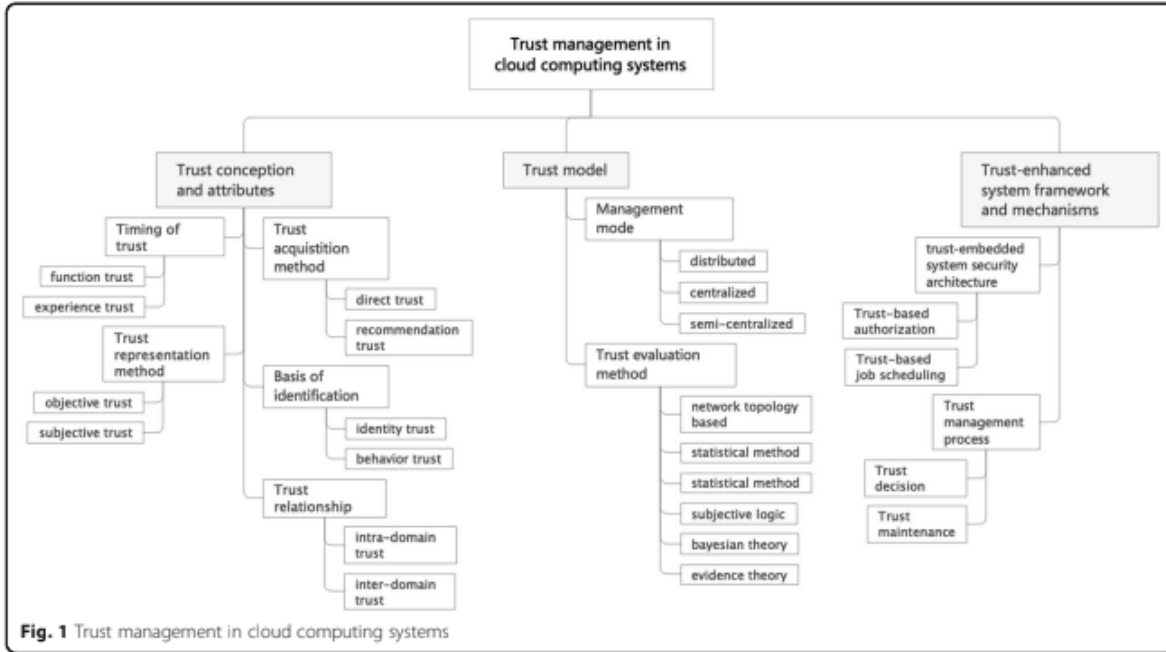 Trust management in
cloud computing systems
Trust conception
and attributes
Timing of
trust
function trust
experience trust
Trust
representation
method
objective trust
subjective trust
Trust
acquistition
method
direct trust
recommendation
trust
Basis of
identification
identity trust
behavior trust
Trust
relationship
intra-domain
trust
inter-domain
trust
Trust model
Management
mode
distributed
centralized
semi-centralized
Trust evaluation
method
network topology
based
statistical method
statistical method
subjective logic
bayesian theory
evidence theory
Trust-enhanced
system framework
and mechanisms
trust-embedded
system security
architecture
Trust-based
authorization
Trust-based
job scheduling
Trust
management
process
Trust
decision
Trust
maintenance
Fig. 1 Trust management in cloud computing systems